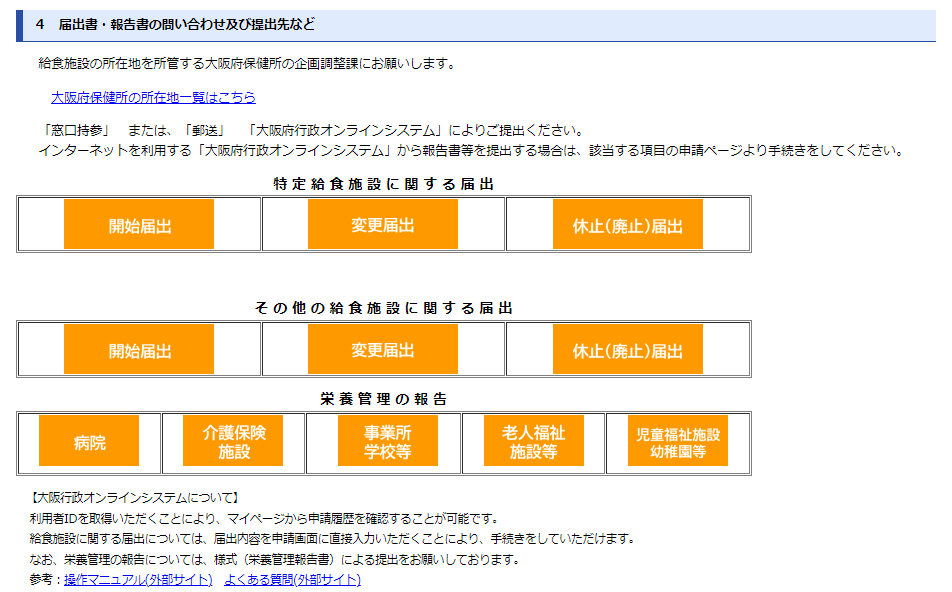 4　届出書・報告書の問い合わせ及び提出先など
給食施設の所在地を所管する大阪府保健所の企画調整課にお願いします。
大阪府保健所の所在地一覧はこちら
「窓口持参」　または、「郵送」　「大阪府行政オンラインシステム」によりご提出ください。
インターネットを利用する「大阪府行政オンラインシステム」から報告書等を提出する場合は、該当する項目の申請ページより手続きをしてください。
特定給食施設に関する届出
開始届出　変更届出　休止(廃止)届出
その他の給食施設に関する届出
開始届出　変更届出　休止(廃止)届出
栄養管理の報告
病院
介護保険
施設
事業所
学校等
老人福祉
施設等
児童福祉施設
幼稚園等
【大阪行政オンラインシステムについて】
利用者IDを取得いただくことにより、マイページから申請履歴を確認することが可能です。
給食施設に関する届出については、届出内容を申請画面に直接入力いただくことにより、手続きをしていただけます。
なお、栄養管理の報告については、様式（栄養管理報告書）による提出をお願いしております。
参考：操作マニュアル(外部サイト)　よくある質問(外部サイト)